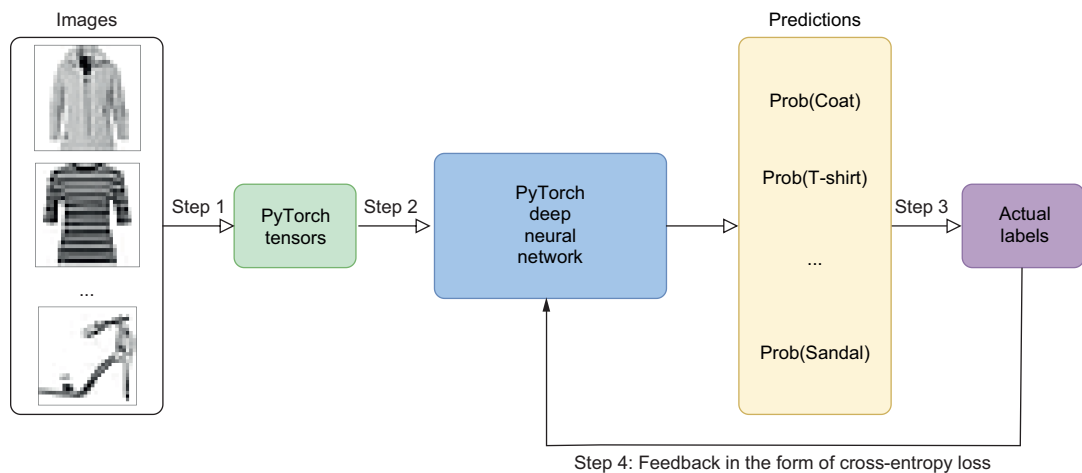 Images
Predictions
Prob(Coat)
Step 1
PyTorch
tensors
Step 2
PyTorch
deep
neural
network
Prob(T-shirt)
Step 3
Actual
labels
...
...
Prob(Sandal)
Step 4: Feedback in the form of cross-entropy loss